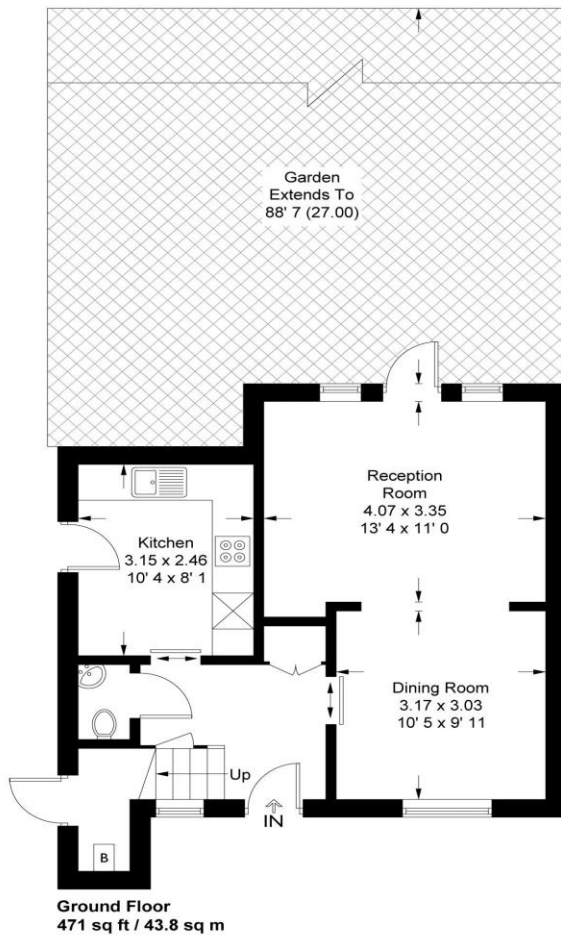 Garden
Extends To
88' 7 (27.00)
Reception
Room
4.07 x 3.35
13' 4 x 11' 0
Kitchen
3.15 x 2.46
10' 4 x 8' 1
Dining Room
3.17 x 3.03
10' 5 x 9' 11
Up
IN
B
Ground Floor
471 sq ft / 43.8 sq m